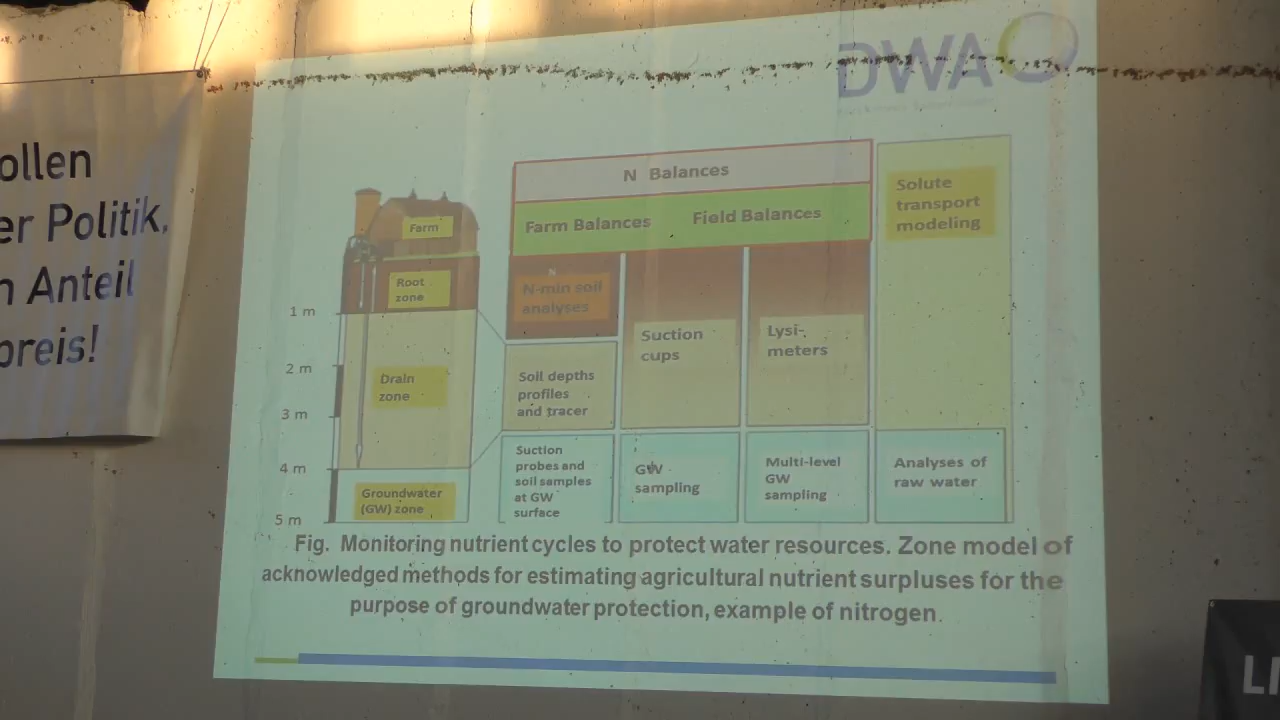 ollen
er Politik,
n Anteil
preis!
DWA
N Balances
Farm Balances Field Balances
Solute
transport
modeling
Farm
Root
zone
Drain
zone
Groundwater
(GW) zone
1 m
2 m
3 m
4 m
5 m
N
N-min soil
analyses
Suction
cups
Lysi-
meters
Soil depths
profiles
and tracer
Suction
probes and
soil samples
at GW
surface
GW
sampling
Multi-level
GW
sampling
Analyses of
raw water
Fig. Monitoring nutrient cycles to protect water resources. Zone model of
acknowledged methods for estimating agricultural nutrient surpluses for the
purpose of groundwater protection, example of nitrogen.
LI